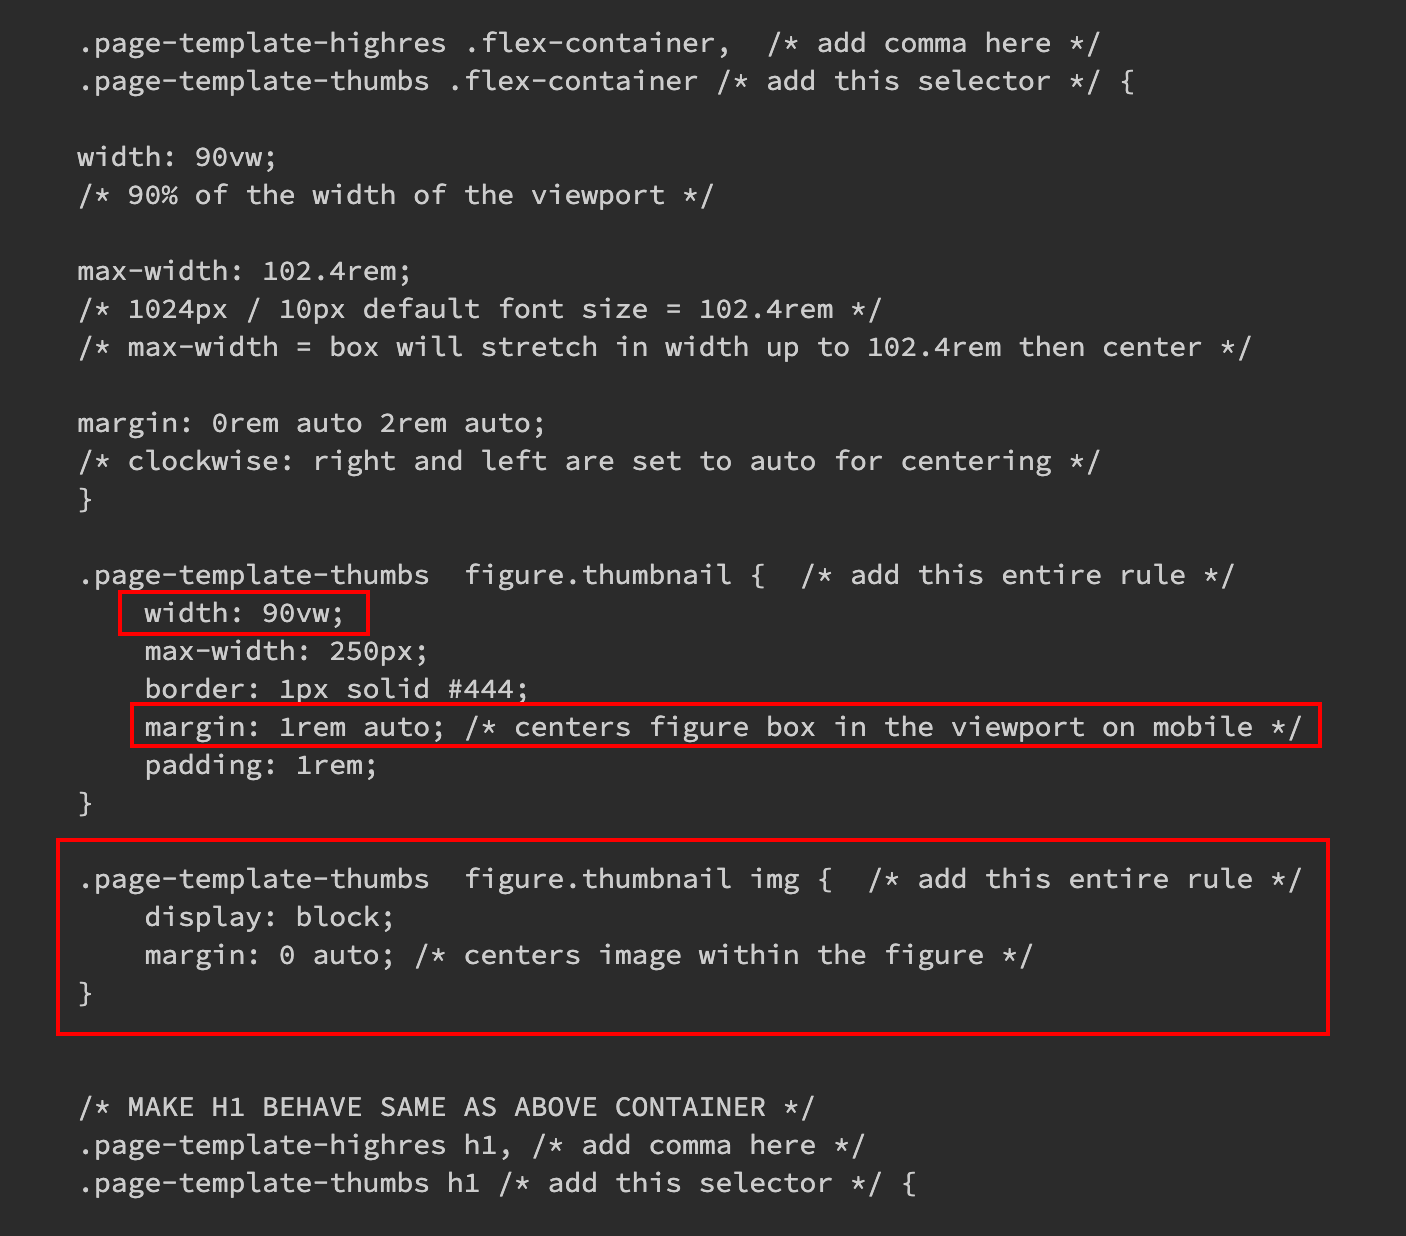 .page-template-highres .flex-container,  /* add comma here */
.page-template-thumbs .flex-container /* add this selector */ {
width: 90vw;
/* 90% of the width of the viewport */
max-width: 102.4rem;
/* 1024px / 10px default font size = 102.4rem */
/* max-width = box will stretch in width up to 102.4rem then center */
margin: 0rem auto 2rem auto;
/* clockwise: right and left are set to auto for centering */
}
.page-template-thumbs  figure.thumbnail {  /* add this entire rule */
    width: 90vw;
    max-width: 250px;
    border: 1px solid #444;
    margin: 1rem auto; /* centers figure box in the viewport on mobile */
    padding: 1rem;
}
.page-template-thumbs  figure.thumbnail img {  /* add this entire rule */
    display: block;
    margin: 0 auto; /* centers image within the figure */
}
/* MAKE H1 BEHAVE SAME AS ABOVE CONTAINER */
.page-template-highres h1, /* add comma here */
.page-template-thumbs h1 /* add this selector */ {